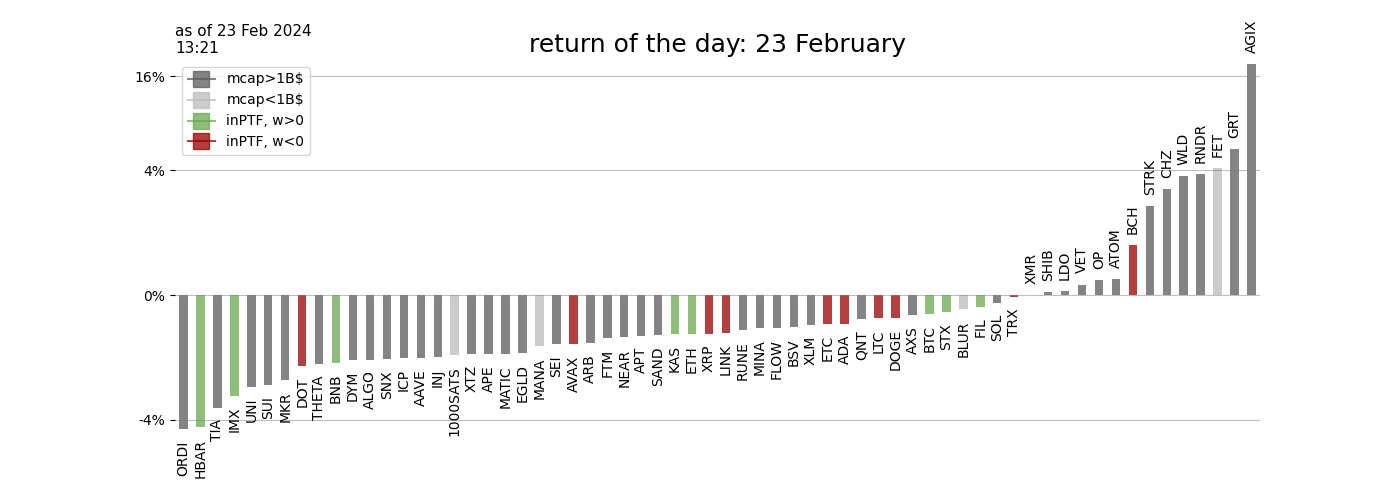 as of 23 Feb 2024
13:21
return of the day: 23 February
mcap>1B$
mcap<1B$
inPTF, w>0
inPTF, w<0
16%
4%
0%
-4%
ORDI
HBAR
TIA
IMX
UNI
SUI
MKR
DOT
THETA
BNB
DYM
ALGO
SNX
ICP
AAVE
INJ
1000SATS
XTZ
APE
MATIC
EGLD
MANA
SEI
AVAX
ARB
FTM
NEAR
APT
SAND
KAS
ETH
XRP
LINK
RUNE
MINA
FLOW
BSV
XLM
ETC
ADA
QNT
LTC
DOGE
AXS
BTC
STX
BLUR
FIL
SOL
TRX
XMR
SHIB
LDO
VET
OP
ATOM
BCH
STRK
CHZ
WLD
RNDR
FET
GRT
AGIX